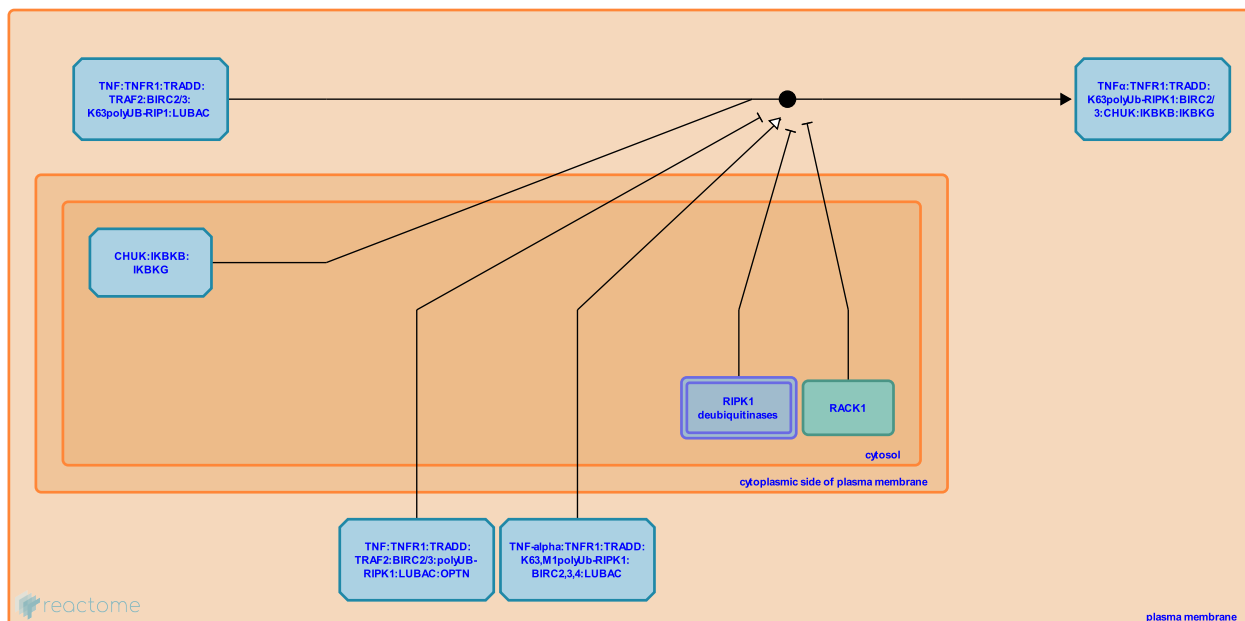 TNF:TNFR1:TRADD:
TRAF2:BIRC2/3:
K63polyUB-RIP1:LUBAC
TNFα:TNFR1:TRADD:
K63polyUb-RIPK1:BIRC2/
3:CHUK:IKBKB:IKBKG
CHUK:IKBKB:
IKBKG
RIPK1
deubiquitinases
RACK1
cytosol
cytoplasmic side of plasma membrane
TNF:TNFR1:TRADD:
TRAF2:BIRC2/3:polyUB-
RIPK1:LUBAC:OPTN
TNF-alpha:TNFR1:TRADD:
K63,M1polyUb-RIPK1:
BIRC2,3,4:LUBAC
reactome
plasma membrane